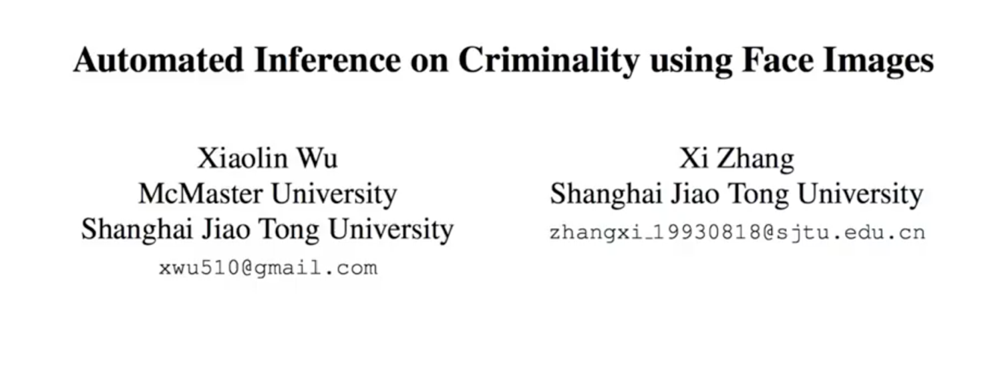 Automated Inference on Criminality using Face Images
Xiaolin Wu
McMaster University
Shanghai Jiao Tong University
xwu510@gmail.com
Xi Zhang
Shanghai Jiao Tong University
zhangxi_19930818@sjtu.edu.cn